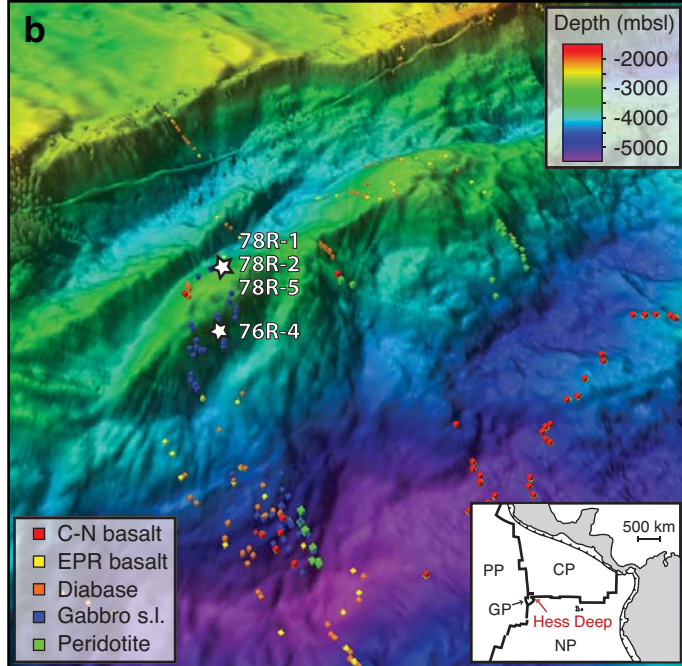 b
Depth (mbsl)
-2000
-3000
-4000
-5000
78R-1
78R-2
78R-5
76R-4
C-N basalt
EPR basalt
Diabase
Gabbro s.l.
Peridotite
500 km
PP
CP
GP
Hess Deep
NP